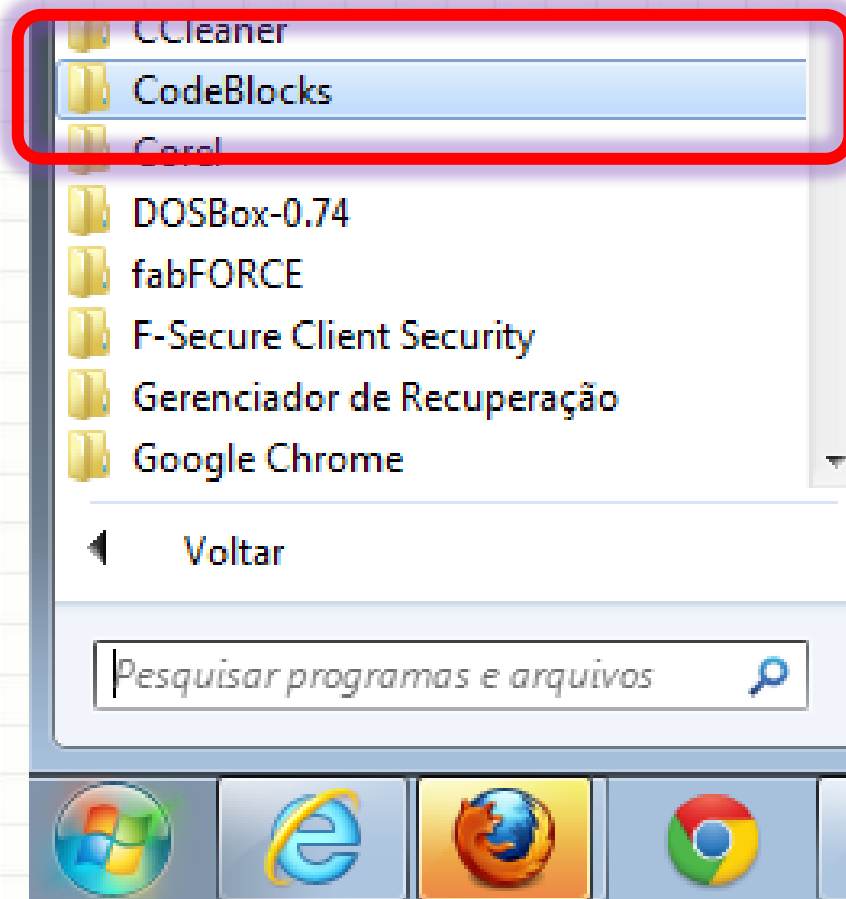 CCleaner
CodeBlocks
Corel
DOSBox-0.74
fabFORCE
F-Secure Client Security
Gerenciador de Recuperação
Google Chrome
Voltar
Pesquisar programas e arquivos